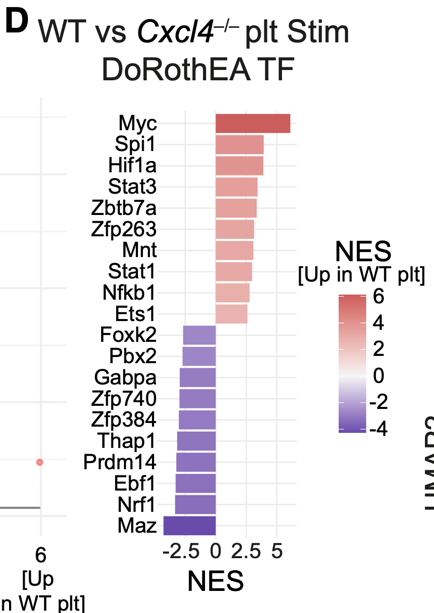 D WT vs Cxcl4–/– plt Stim
DoRothEA TF
Myc
Spi1
Hif1a
Stat3
Zbtb7a
Zfp263
Mnt
Stat1
Nfkb1
Ets1
Foxk2
Pbx2
Gabpa
Zfp740
Zfp384
Thap1
Prdm14
Ebf1
Nrf1
Maz
-2.5 0 2.5 5
NES
NES
[Up in WT plt]
6
4
2
0
-2
-4
6
[Up
n WT plt]